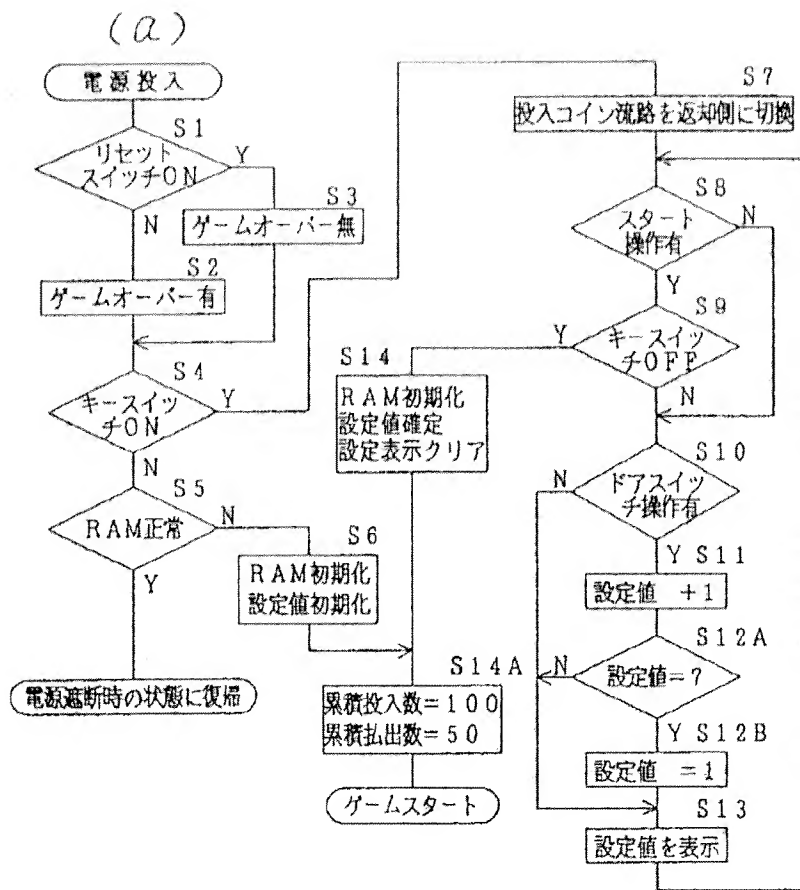 (a)
電源投入
S1
リセット
スイッチON
Y
N
S3
ゲームオーバー無
S2
ゲームオーバー有
S4
キースイッ
チON
Y
N
S5
RAM正常
N
Y
S6
RAM初期化
設定値初期化
電源遮断時の状態に復帰
S14
RAM初期化
設定値確定
設定表示クリア
S14A
累積投入数=100
累積払出数=50
ゲームスタート
S7
投入コイン流路を返却側に切換
S8
スタート
操作有
N
Y
S9
キースイッ
チOFF
Y
N
S10
ドアスイッ
チ操作有
N
Y S11
設定値 +1
S12A
設定値=7
N
Y S12B
設定値 =1
S13
設定値を表示